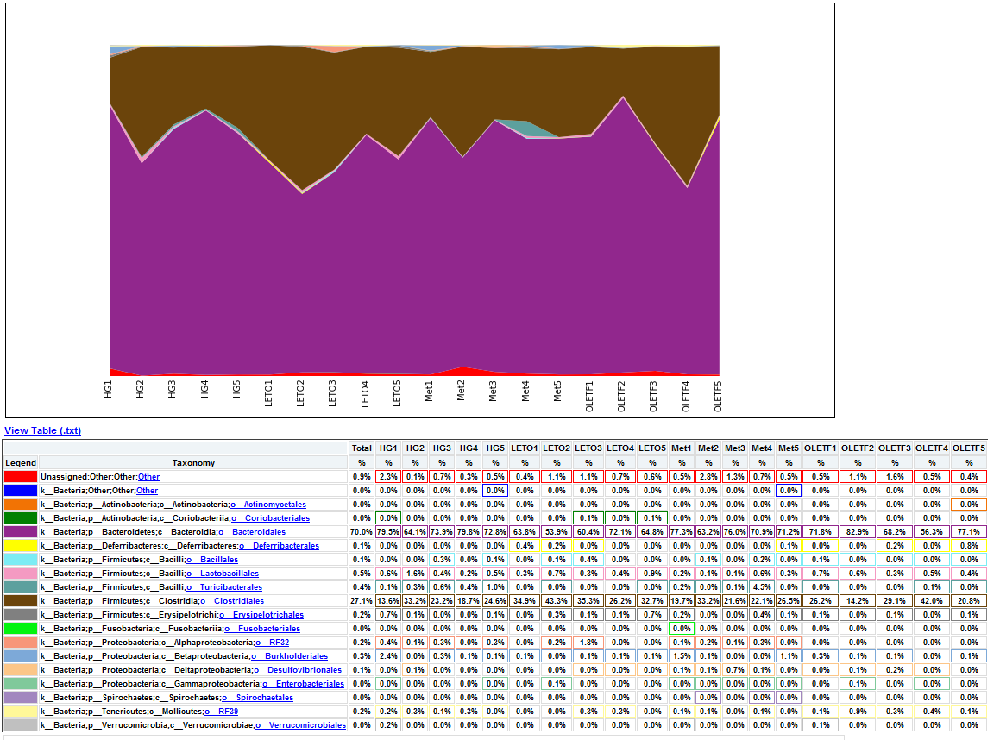 HG1 HG2 HG3 HG4 HG5 LETO1 LETO2 LETO3 LETO4 LETO5 Met1 Met2 Met3 Met4 Met5 OLETF1 OLETF2 OLETF3 OLETF4 OLETF5
View Table (.txt)
Total HG1 HG2 HG3 HG4 HG5 LETO1 LETO2 LETO3 LETO4 LETO5 Met1 Met2 Met3 Met4 Met5 OLETF1 OLETF2 OLETF3 OLETF4 OLETF5
Legend Taxonomy % % % % % % % % % % % % % % % % % % % % %
Unassigned;Other;Other;Other 0.9% 2.3% 0.1% 0.7% 0.3% 0.5% 0.4% 1.1% 1.1% 0.7% 0.6% 0.5% 2.8% 1.3% 0.7% 0.5% 0.5% 1.1% 1.6% 0.5% 0.4%
k__Bacteria;Other;Other;Other 0.0% 0.0% 0.0% 0.0% 0.0% 0.0% 0.0% 0.0% 0.0% 0.0% 0.0% 0.0% 0.0% 0.0% 0.0% 0.0% 0.0% 0.0% 0.0% 0.0% 0.0%
k__Bacteria;p__Actinobacteria;c__Actinobacteria;o__Actinomycetales 0.0% 0.0% 0.0% 0.0% 0.0% 0.0% 0.0% 0.0% 0.0% 0.0% 0.0% 0.0% 0.0% 0.0% 0.0% 0.0% 0.0% 0.0% 0.0% 0.0% 0.0%
k__Bacteria;p__Actinobacteria;c__Coriobacteriia;o__Coriobacteriales 0.0% 0.0% 0.0% 0.0% 0.0% 0.0% 0.0% 0.0% 0.1% 0.0% 0.1% 0.0% 0.0% 0.0% 0.0% 0.0% 0.0% 0.0% 0.0% 0.0% 0.0%
k__Bacteria;p__Bacteroidetes;c__Bacteroidia;o__Bacteroidales 70.0% 79.5% 64.1% 73.9% 79.8% 72.8% 63.8% 53.9% 60.4% 72.1% 64.8% 77.3% 63.2% 76.0% 70.9% 71.2% 71.8% 82.9% 68.2% 56.3% 77.1%
k__Bacteria;p__Deferribacteres;c__Deferribacteres;o__Deferribacterales 0.1% 0.0% 0.0% 0.0% 0.0% 0.0% 0.4% 0.2% 0.0% 0.0% 0.0% 0.0% 0.0% 0.0% 0.0% 0.1% 0.0% 0.0% 0.2% 0.0% 0.8%
k__Bacteria;p__Firmicutes;c__Bacilli;o__Bacillales 0.1% 0.0% 0.0% 0.3% 0.0% 0.1% 0.0% 0.1% 0.4% 0.0% 0.0% 0.0% 0.1% 0.0% 0.2% 0.0% 0.1% 0.0% 0.0% 0.0% 0.0%
k__Bacteria;p__Firmicutes;c__Bacilli;o__Lactobacillales 0.5% 0.6% 1.6% 0.4% 0.2% 0.5% 0.3% 0.7% 0.3% 0.4% 0.9% 0.2% 0.1% 0.1% 0.6% 0.3% 0.7% 0.6% 0.3% 0.5% 0.4%
k__Bacteria;p__Firmicutes;c__Bacilli;o__Turicibacterales 0.4% 0.1% 0.3% 0.6% 0.4% 1.0% 0.0% 0.0% 0.0% 0.0% 0.0% 0.2% 0.0% 0.1% 4.5% 0.0% 0.0% 0.0% 0.0% 0.1% 0.0%
k__Bacteria;p__Firmicutes;c__Clostridia;o__Clostridiales 27.1% 13.6% 33.2% 23.2% 18.7% 24.6% 34.9% 43.3% 35.3% 26.2% 32.7% 19.7% 33.2% 21.6% 22.1% 26.5% 26.2% 14.2% 29.1% 42.0% 20.8%
k__Bacteria;p__Firmicutes;c__Erysipelotrichi;o__Erysipelotrichales 0.2% 0.7% 0.1% 0.0% 0.0% 0.1% 0.0% 0.3% 0.1% 0.1% 0.7% 0.2% 0.0% 0.0% 0.4% 0.1% 0.1% 0.0% 0.1% 0.0% 0.1%
k__Bacteria;p__Fusobacteria;c__Fusobacteriia;o__Fusobacteriales 0.0% 0.0% 0.0% 0.0% 0.0% 0.0% 0.0% 0.0% 0.0% 0.0% 0.0% 0.0% 0.0% 0.0% 0.0% 0.0% 0.0% 0.0% 0.0% 0.0% 0.0%
k__Bacteria;p__Proteobacteria;c__Alphaproteobacteria;o__RF32 0.2% 0.4% 0.1% 0.3% 0.0% 0.3% 0.0% 0.2% 1.8% 0.0% 0.0% 0.1% 0.2% 0.1% 0.3% 0.0% 0.0% 0.0% 0.0% 0.0% 0.0%
k__Bacteria;p__Proteobacteria;c__Betaproteobacteria;o__Burkholderiales 0.3% 2.4% 0.0% 0.3% 0.1% 0.1% 0.1% 0.0% 0.1% 0.1% 0.1% 1.5% 0.1% 0.0% 0.0% 1.1% 0.3% 0.1% 0.1% 0.0% 0.1%
k__Bacteria;p__Proteobacteria;c__Deltaproteobacteria;o__Desulfovibrionales 0.1% 0.0% 0.1% 0.0% 0.0% 0.0% 0.0% 0.0% 0.0% 0.0% 0.0% 0.1% 0.1% 0.7% 0.1% 0.0% 0.0% 0.1% 0.2% 0.0% 0.0%
k__Bacteria;p__Proteobacteria;c__Gammaproteobacteria;o__Enterobacteriales 0.0% 0.0% 0.0% 0.0% 0.0% 0.0% 0.0% 0.1% 0.0% 0.0% 0.0% 0.0% 0.0% 0.0% 0.0% 0.0% 0.0% 0.1% 0.0% 0.0% 0.0%
k__Bacteria;p__Spirochaetes;c__Spirochaetes;o__Spirochaetales 0.0% 0.0% 0.0% 0.0% 0.0% 0.0% 0.0% 0.0% 0.0% 0.0% 0.0% 0.0% 0.0% 0.0% 0.0% 0.0% 0.0% 0.0% 0.0% 0.0% 0.0%
k__Bacteria;p__Tenericutes;c__Mollicutes;o__RF39 0.2% 0.2% 0.3% 0.1% 0.3% 0.0% 0.0% 0.0% 0.3% 0.3% 0.0% 0.1% 0.1% 0.0% 0.1% 0.0% 0.1% 0.9% 0.3% 0.4% 0.1%
k__Bacteria;p__Verrucomicrobia;c__Verrucomicrobiae;o__Verrucomicrobiales 0.0% 0.2% 0.0% 0.0% 0.0% 0.0% 0.0% 0.0% 0.0% 0.0% 0.0% 0.0% 0.0% 0.0% 0.0% 0.0% 0.1% 0.0% 0.0% 0.0% 0.0%